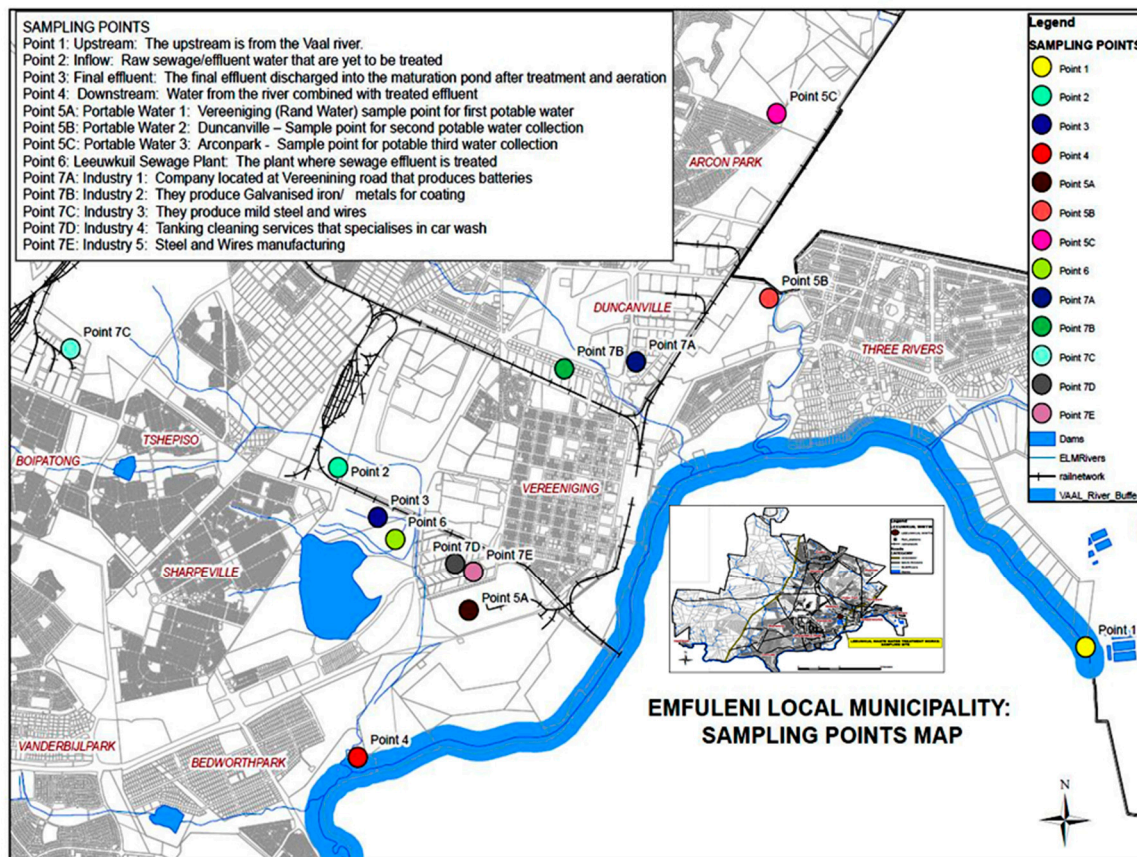 SAMPLING POINTS
Point 1: Upstream: The upstream is from the Vaal river.
Point 2: Inflow: Raw sewage/effluent water that are yet to be treated
Point 3: Final effluent: The final effluent discharged into the maturation pond after treatment and aeration
Point 4: Downstream: Water from the river combined with treated effluent
Point 5A: Portable Water 1: Vereeniging (Rand Water) sample point for first potable water
Point 5B: Portable Water 2: Duncanville – Sample point for second potable water collection
Point 5C: Portable Water 3: Arconpark - Sample point for potable third water collection
Point 6: Leeuwkuil Sewage Plant: The plant where sewage effluent is treated
Point 7A: Industry 1: Company located at Vereenining road that produces batteries
Point 7B: Industry 2: They produce Galvanised iron/ metals for coating
Point 7C: Industry 3: They produce mild steel and wires
Point 7D: Industry 4: Tanking cleaning services that specialises in car wash
Point 7E: Industry 5: Steel and Wires manufacturing
Legend
SAMPLING POINTS
Point 1
Point 2
Point 3
Point 4
Point 5A
Point 5B
Point 5C
Point 6
Point 7A
Point 7B
Point 7C
Point 7D
Point 7E
Dams
ELMRivers
railnetwork
VAAL_River_Buffe
Point 5C
ARCON PARK
Point 5B
DUNCANVILLE
Point 7C
Point 7B
Point 7A
THREE RIVERS
TSHEPISO
BOIPATONG
Point 2
VEREENIGING
Point 3
Point 6
Point 7D
Point 7E
SHARPEVILLE
Point 5A
Point 1
EMFULENI LOCAL MUNICIPALITY:
SAMPLING POINTS MAP
VANDERBIJLPARK
BEDWORTHPARK
Point 4
N